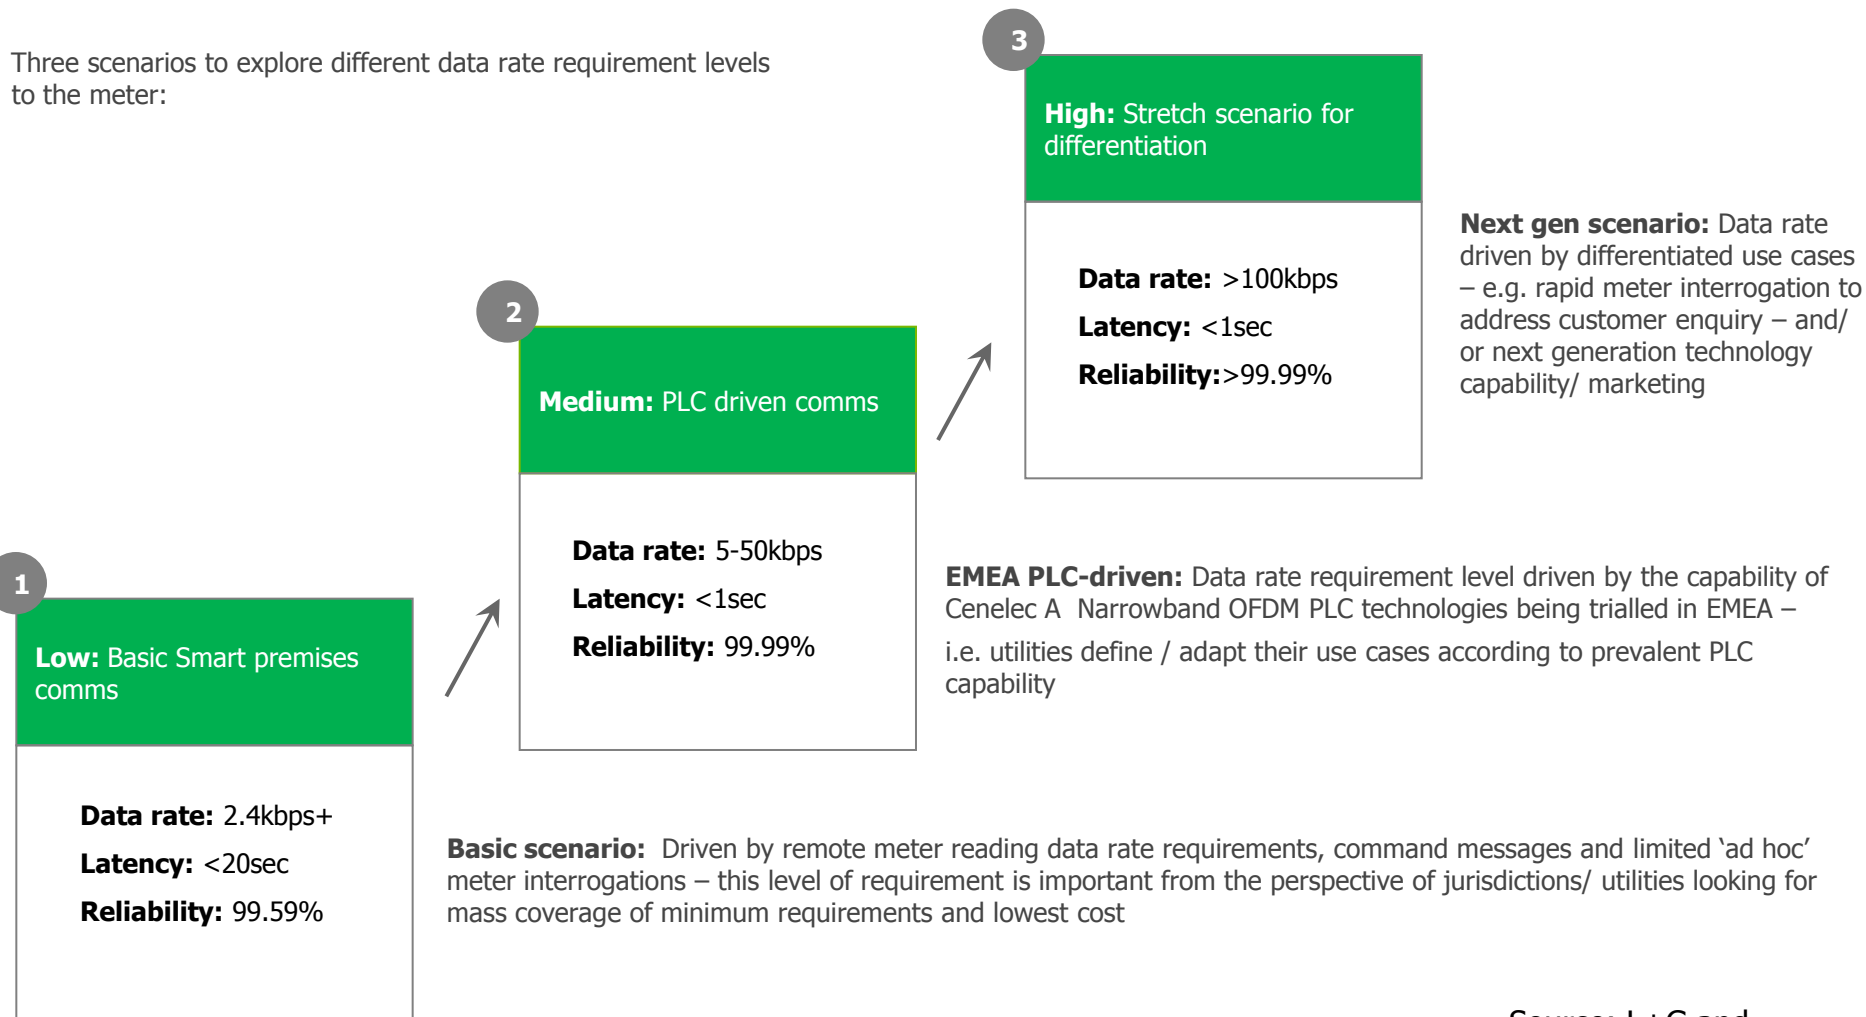 Three scenarios to explore different data rate requirement levels
to the meter:
3
High: Stretch scenario for
differentiation
Data rate: >100kbps
Latency: <1sec
Reliability:>99.99%
Next gen scenario: Data rate
driven by differentiated use cases
– e.g. rapid meter interrogation to
address customer enquiry – and/
or next generation technology
capability/ marketing
2
Medium: PLC driven comms
Data rate: 5-50kbps
Latency: <1sec
Reliability: 99.99%
EMEA PLC-driven: Data rate requirement level driven by the capability of
Cenelec A  Narrowband OFDM PLC technologies being trialled in EMEA –
i.e. utilities define / adapt their use cases according to prevalent PLC
capability
1
Low: Basic Smart premises
comms
Data rate: 2.4kbps+
Latency: <20sec
Reliability: 99.59%
Basic scenario:  Driven by remote meter reading data rate requirements, command messages and limited ‘ad hoc’
meter interrogations – this level of requirement is important from the perspective of jurisdictions/ utilities looking for
mass coverage of minimum requirements and lowest cost
Source: L+G and